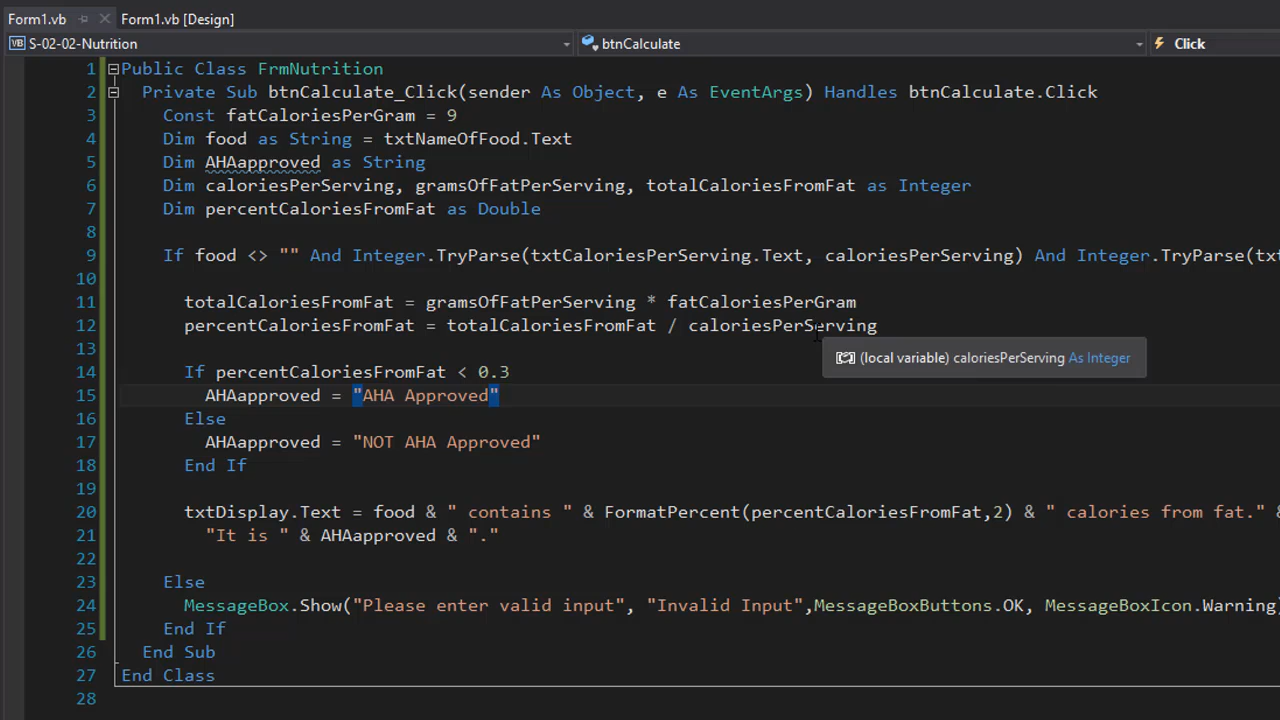 Form1.vb Form1.vb [Design]
VB S-02-02-Nutrition btnCalculate Click
1 Public Class FrmNutrition
2 Private Sub btnCalculate_Click(sender As Object, e As EventArgs) Handles btnCalculate.Click
3 Const fatCaloriesPerGram = 9
4 Dim food as String = txtNameOfFood.Text
5 Dim AHAapproved as String
6 Dim caloriesPerServing, gramsOfFatPerServing, totalCaloriesFromFat as Integer
7 Dim percentCaloriesFromFat as Double
8
9 If food <> "" And Integer.TryParse(txtCaloriesPerServing.Text, caloriesPerServing) And Integer.TryParse(tx
10
11 totalCaloriesFromFat = gramsOfFatPerServing * fatCaloriesPerGram
12 percentCaloriesFromFat = totalCaloriesFromFat / caloriesPerServing
13
(local variable) caloriesPerServing As Integer
14 If percentCaloriesFromFat < 0.3
15 AHAapproved = "AHA Approved"
16 Else
17 AHAapproved = "NOT AHA Approved"
18 End If
19
20 txtDisplay.Text = food & " contains " & FormatPercent(percentCaloriesFromFat,2) & " calories from fat." &
21 "It is " & AHAapproved & "."
22
23 Else
24 MessageBox.Show("Please enter valid input", "Invalid Input",MessageBoxButtons.OK, MessageBoxIcon.Warning)
25 End If
26 End Sub
27 End Class
28